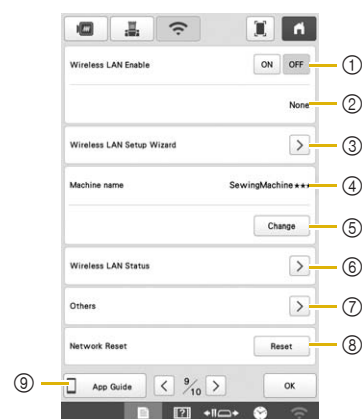 Wireless LAN Enable ON OFF ①
None ②
Wireless LAN Setup Wizard ③
Machine name SewingMachine★★★ ④
Change ⑤
Wireless LAN Status ⑥
Others ⑦
Network Reset Reset ⑧
⑨ App Guide 9/10 OK